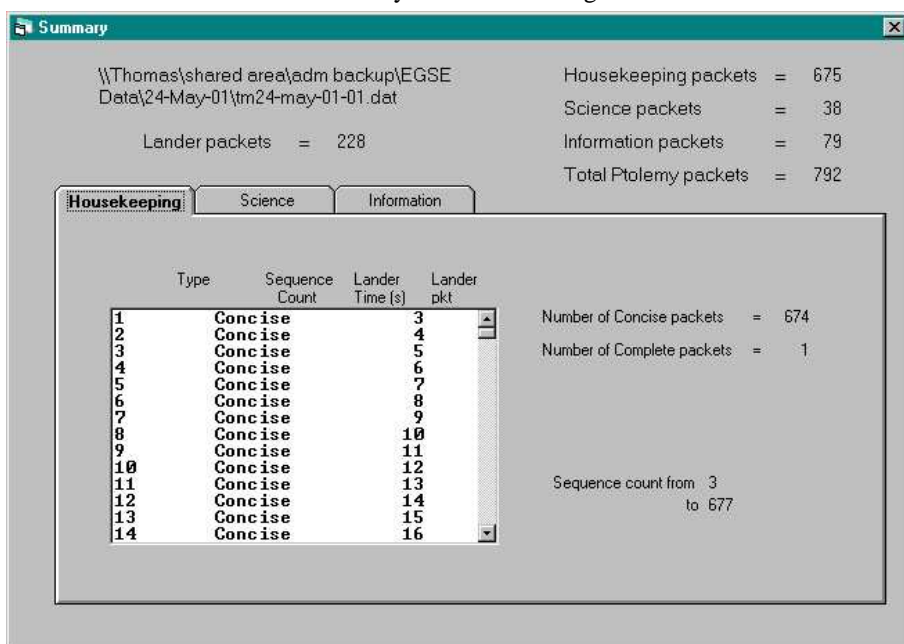 Summary
\\Thomas\shared area\adm backup\EGSE
Data\24-May-01\tm24-may-01-01.dat
Lander packets = 228
Housekeeping packets = 675
Science packets = 38
Information packets = 79
Total Ptolemy packets = 792
Housekeeping Science Information
Type Sequence Count Lander Time (s) Lander pkt
1 Concise 3
2 Concise 4
3 Concise 5
4 Concise 6
5 Concise 7
6 Concise 8
7 Concise 9
8 Concise 10
9 Concise 11
10 Concise 12
11 Concise 13
12 Concise 14
13 Concise 15
14 Concise 16
Number of Concise packets = 674
Number of Complete packets = 1
Sequence count from 3
to 677